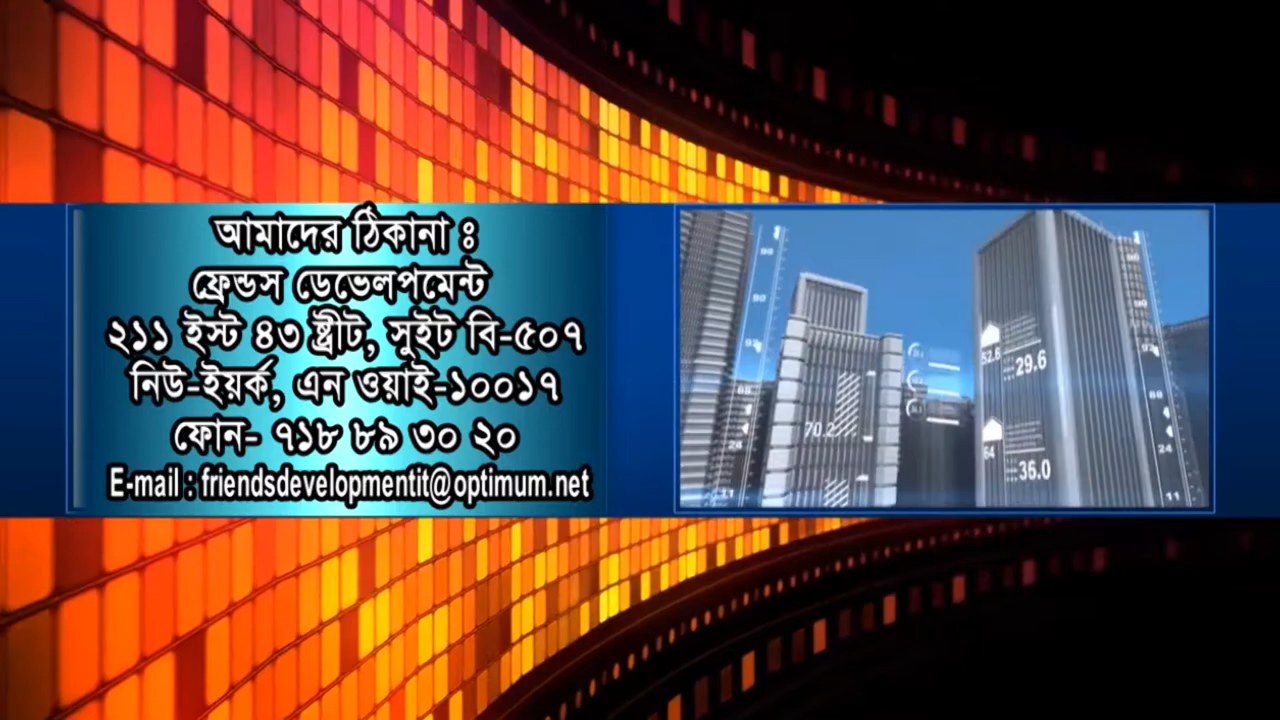 আমাদের ঠিকানা ঃ
ফ্রেন্ডস ডেভেলপমেন্ট
২১১ ইস্ট ৪৩ ষ্ট্রীট, সুইট বি-৫০৭
নিউ-ইয়র্ক, এন ওয়াই-১০০১৭
ফোন- ৭১৮ ৮৯ ৩০ ২০
E-mail : friendsdevelopmentit@optimum.net
52.6
29.6
70.2
64
36.0